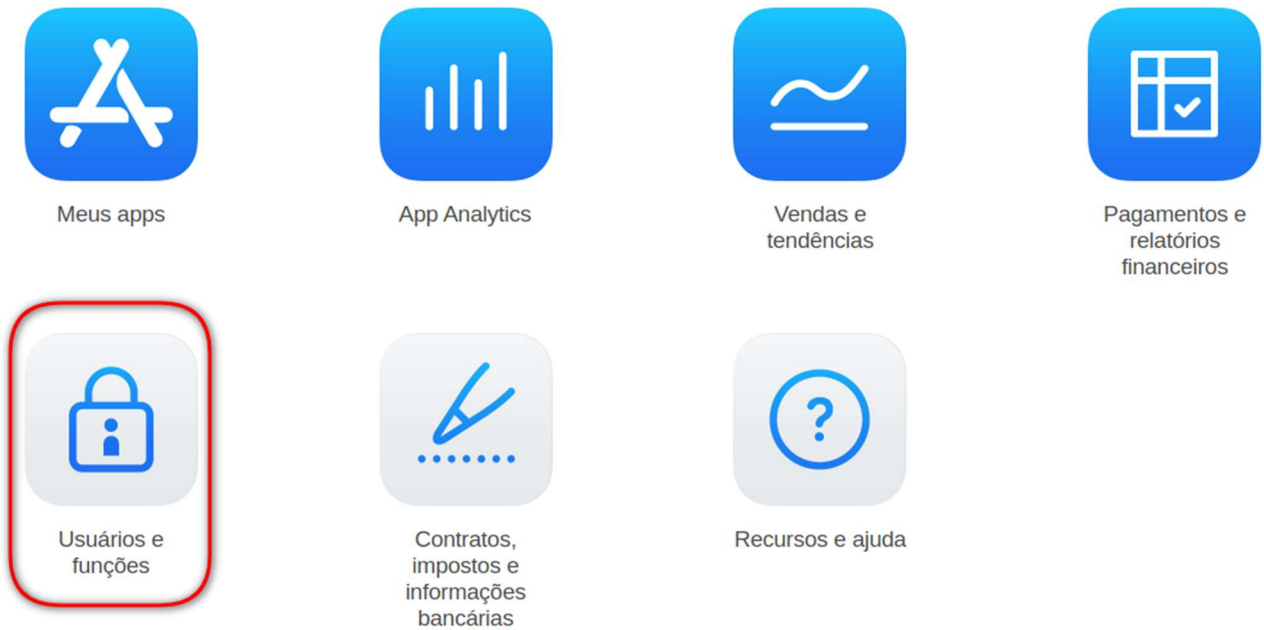 Meus apps
App Analytics
Vendas e
tendências
Pagamentos e
relatórios
financeiros
Usuários e
funções
Contratos,
impostos e
informações
bancárias
?
Recursos e ajuda